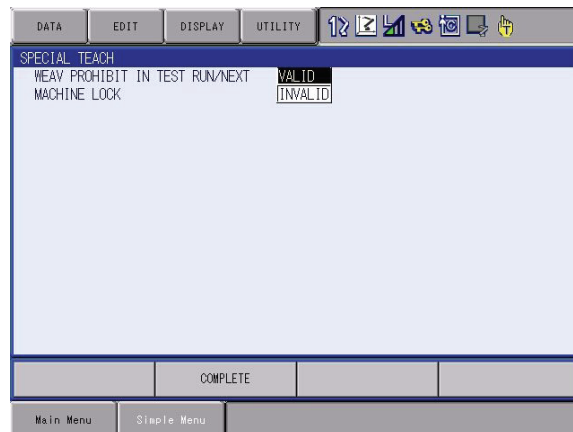 DATA EDIT DISPLAY UTILITY
SPECIAL TEACH
WEAV PROHIBIT IN TEST RUN/NEXT VALID
MACHINE LOCK INVALID
COMPLETE
Main Menu Simple Menu